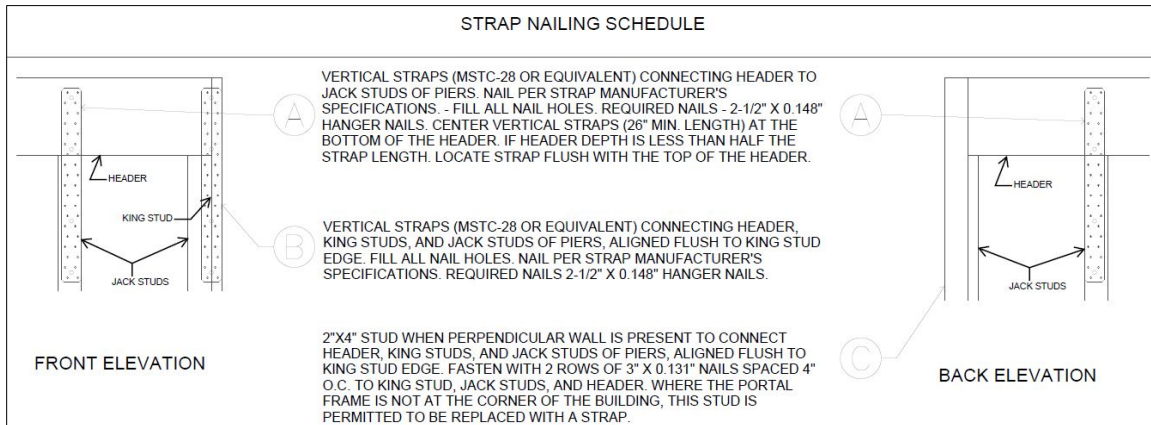 STRAP NAILING SCHEDULE
HEADER
KING STUD
JACK STUDS
FRONT ELEVATION
A
VERTICAL STRAPS (MSTC-28 OR EQUIVALENT) CONNECTING HEADER TO
JACK STUDS OF PIERS. NAIL PER STRAP MANUFACTURER'S
SPECIFICATIONS. - FILL ALL NAIL HOLES. REQUIRED NAILS - 2-1/2" X 0.148"
HANGER NAILS. CENTER VERTICAL STRAPS (26" MIN. LENGTH) AT THE
BOTTOM OF THE HEADER. IF HEADER DEPTH IS LESS THAN HALF THE
STRAP LENGTH. LOCATE STRAP FLUSH WITH THE TOP OF THE HEADER.
B
VERTICAL STRAPS (MSTC-28 OR EQUIVALENT) CONNECTING HEADER,
KING STUDS, AND JACK STUDS OF PIERS, ALIGNED FLUSH TO KING STUD
EDGE. FILL ALL NAIL HOLES. NAIL PER STRAP MANUFACTURER'S
SPECIFICATIONS. REQUIRED NAILS 2-1/2" X 0.148" HANGER NAILS.
2"X4" STUD WHEN PERPENDICULAR WALL IS PRESENT TO CONNECT
HEADER, KING STUDS, AND JACK STUDS OF PIERS, ALIGNED FLUSH TO
KING STUD EDGE. FASTEN WITH 2 ROWS OF 3" X 0.131" NAILS SPACED 4"
O.C. TO KING STUD, JACK STUDS, AND HEADER. WHERE THE PORTAL
FRAME IS NOT AT THE CORNER OF THE BUILDING, THIS STUD IS
PERMITTED TO BE REPLACED WITH A STRAP.
A
C
HEADER
JACK STUDS
BACK ELEVATION